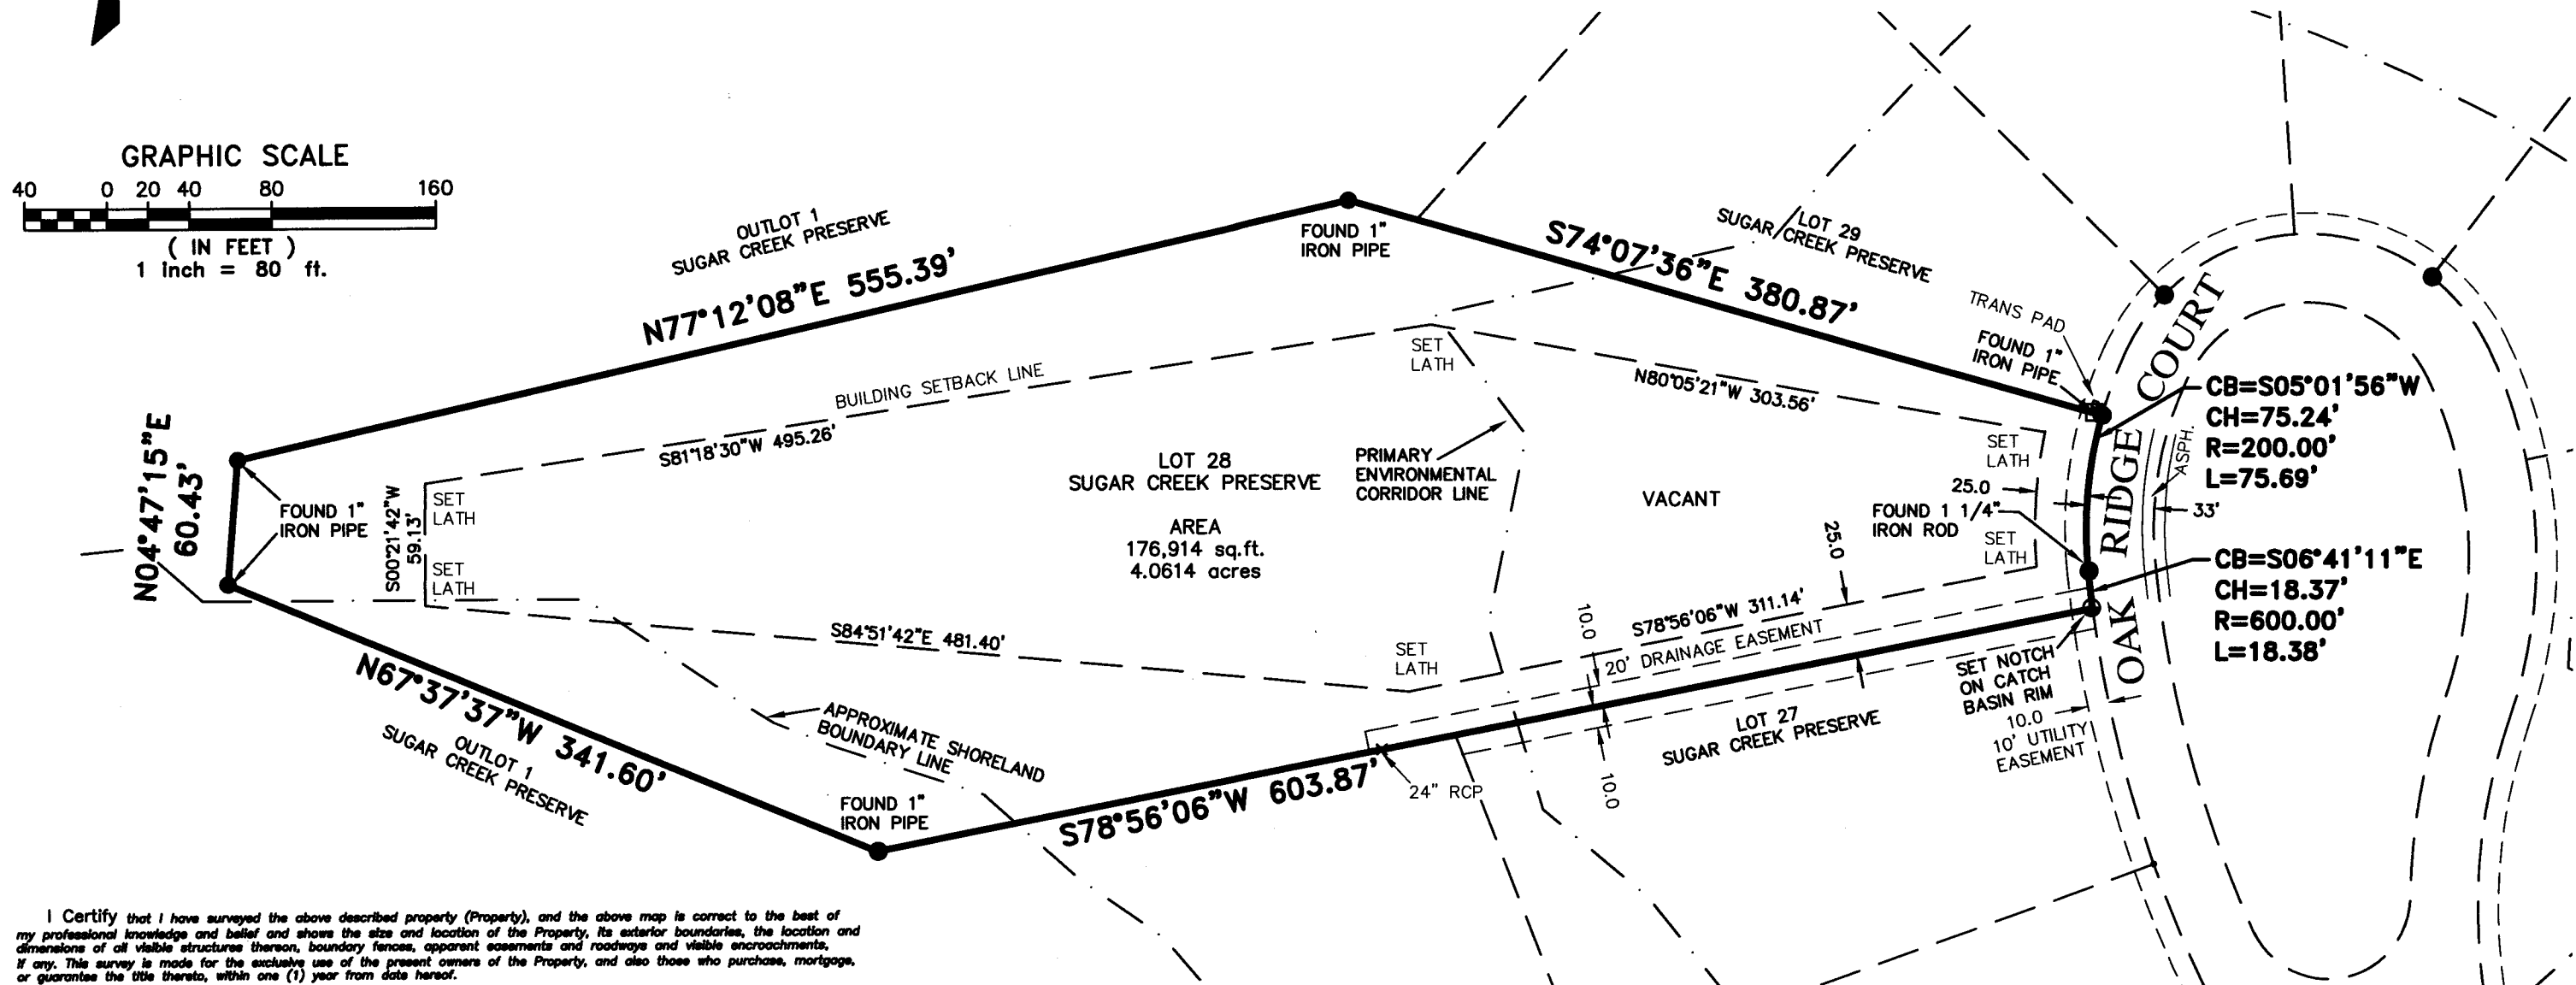 GRAPHIC SCALE
40 0 20 40 80 160
( IN FEET )
1 inch = 80 ft.
OUTLOT 1
SUGAR CREEK PRESERVE
N77°12'08"E 555.39'
FOUND 1"
IRON PIPE
S74°07'36"E 380.87'
LOT 29
SUGAR CREEK PRESERVE
TRANS PAD
FOUND 1"
IRON PIPE
OAK RIDGE COURT
ASPH.
33'
CB=S05°01'56"W
CH=75.24'
R=200.00'
L=75.69'
CB=S06°41'11"E
CH=18.37'
R=600.00'
L=18.38'
BUILDING SETBACK LINE
S81°18'30"W 495.26'
SET
LATH
N80°05'21"W 303.56'
SET
LATH
PRIMARY
ENVIRONMENTAL
CORRIDOR LINE
LOT 28
SUGAR CREEK PRESERVE
AREA
176,914 sq.ft.
4.0614 acres
VACANT
25.0
FOUND 1 1/4"
IRON ROD
SET
LATH
25.0
N04°47'15"E
60.43'
FOUND 1"
IRON PIPE
S00°21'42"W
59.13'
SET
LATH
SET
LATH
S84°51'42"E 481.40'
SET
LATH
10.0
S78°56'06"W 311.14'
20' DRAINAGE EASEMENT
SET NOTCH
ON CATCH
BASIN RIM
10.0
10' UTILITY
EASEMENT
LOT 27
SUGAR CREEK PRESERVE
10.0
24" RCP
S78°56'06"W 603.87'
N67°37'37"W 341.60'
OUTLOT 1
SUGAR CREEK PRESERVE
APPROXIMATE SHORELAND
BOUNDARY LINE
FOUND 1"
IRON PIPE
I Certify that I have surveyed the above described property (Property), and the above map is correct to the best of
my professional knowledge and belief and shows the size and location of the Property, its exterior boundaries, the location and
dimensions of all visible structures thereon, boundary fences, apparent easements and roadways and visible encroachments,
if any. This survey is made for the exclusive use of the present owners of the Property, and also those who purchase, mortgage,
or guarantee the title thereto, within one (1) year from date hereof.